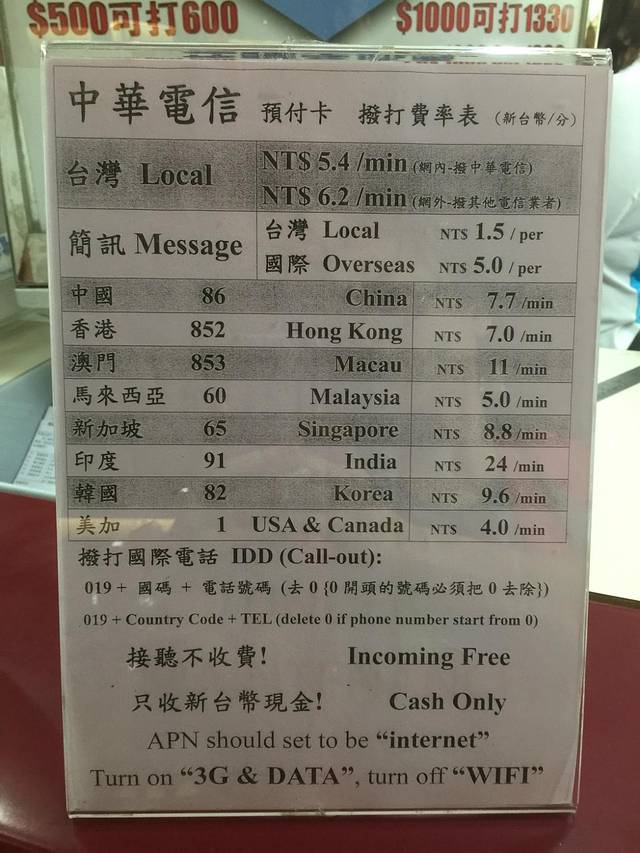 $500可打600 $1000可打1330
中華電信 預付卡 撥打費率表 (新台幣/分)
台灣 Local NT$ 5.4 /min (網內-撥中華電信)
NT$ 6.2 /min (網外-撥其他電信業者)
簡訊 Message 台灣 Local NT$ 1.5 / per
國際 Overseas NT$ 5.0 / per
中國 86 China NT$ 7.7 /min
香港 852 Hong Kong NT$ 7.0 /min
澳門 853 Macau NT$ 11 /min
馬來西亞 60 Malaysia NT$ 5.0 /min
新加坡 65 Singapore NT$ 8.8 /min
印度 91 India NT$ 24 /min
韓國 82 Korea NT$ 9.6 /min
美加 1 USA & Canada NT$ 4.0 /min
撥打國際電話 IDD (Call-out):
019 + 國碼 + 電話號碼 (去 0 {0 開頭的號碼必須把 0 去除})
019 + Country Code + TEL (delete 0 if phone number start from 0)
接聽不收費! Incoming Free
只收新台幣現金! Cash Only
APN should set to be “internet”
Turn on “3G & DATA”, turn off “WIFI”